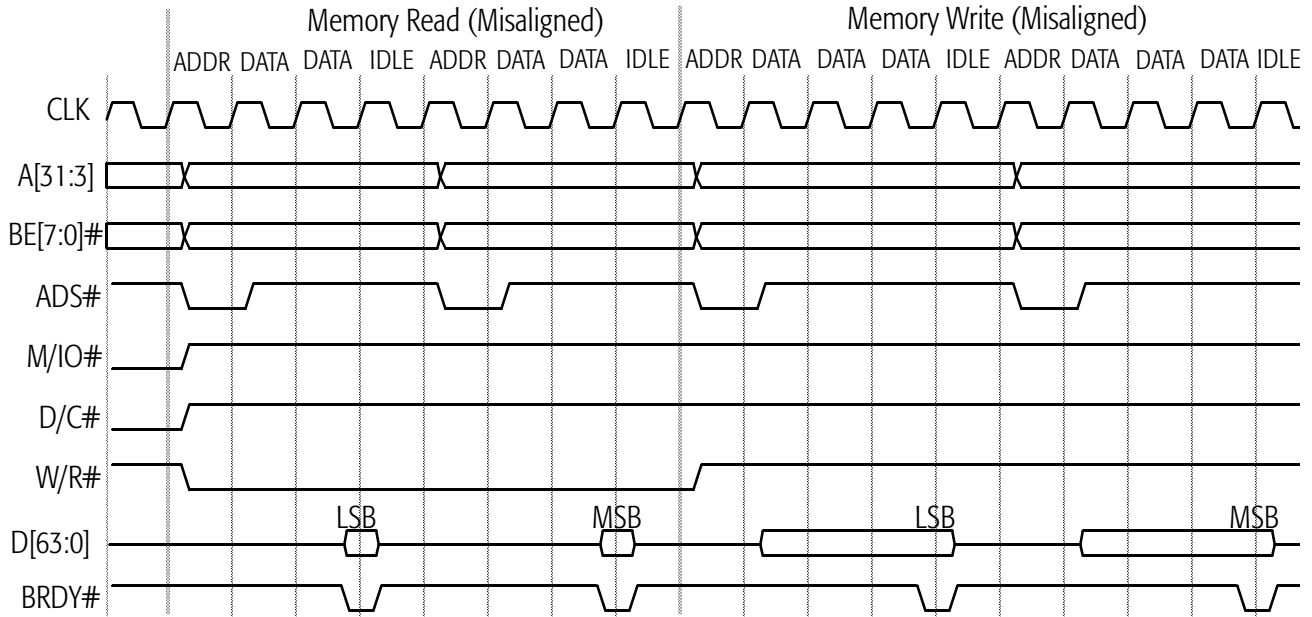 Memory Read (Misaligned) Memory Write (Misaligned)
ADDR DATA DATA IDLE ADDR DATA DATA IDLE ADDR DATA DATA DATA IDLE ADDR DATA DATA DATA IDLE
CLK
A[31:3]
BE[7:0]#
ADS#
M/IO#
D/C#
W/R#
LSB MSB LSB MSB
D[63:0]
BRDY#